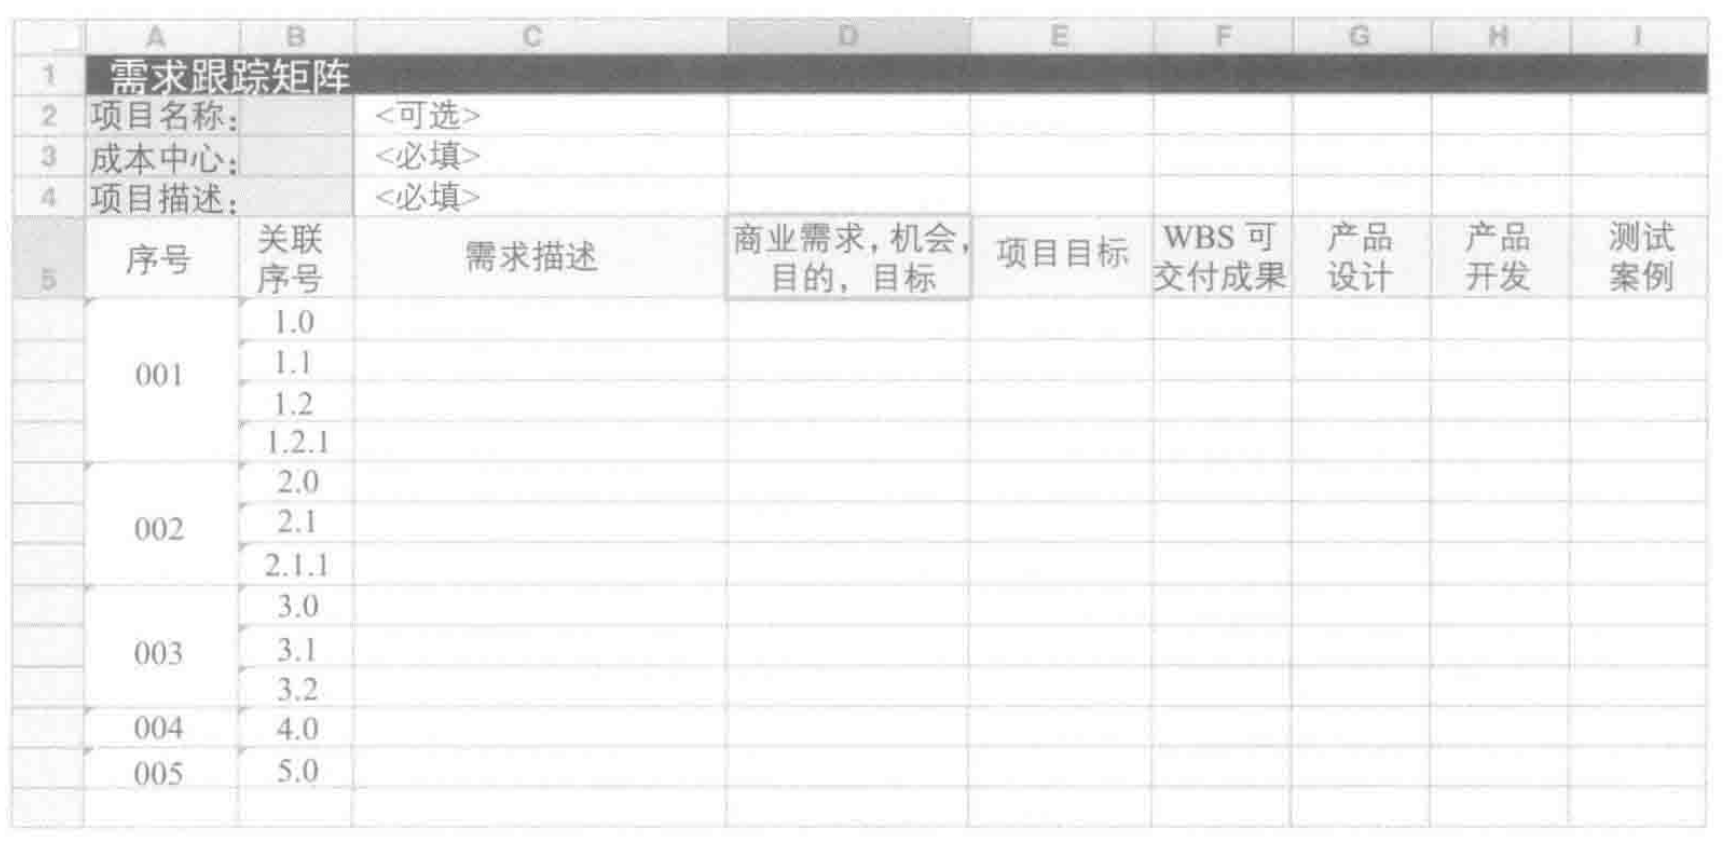 A B C D E F G H I
1 需求跟踪矩阵
2 项目名称: <可选>
3 成本中心: <必填>
4 项目描述: <必填>
5 序号 关联序号 需求描述 商业需求,机会,目的,目标 项目目标 WBS 可交付成果 产品设计 产品开发 测试案例
001 1.0
1.1
1.2
1.2.1
002 2.0
2.1
2.1.1
003 3.0
3.1
3.2
004 4.0
005 5.0